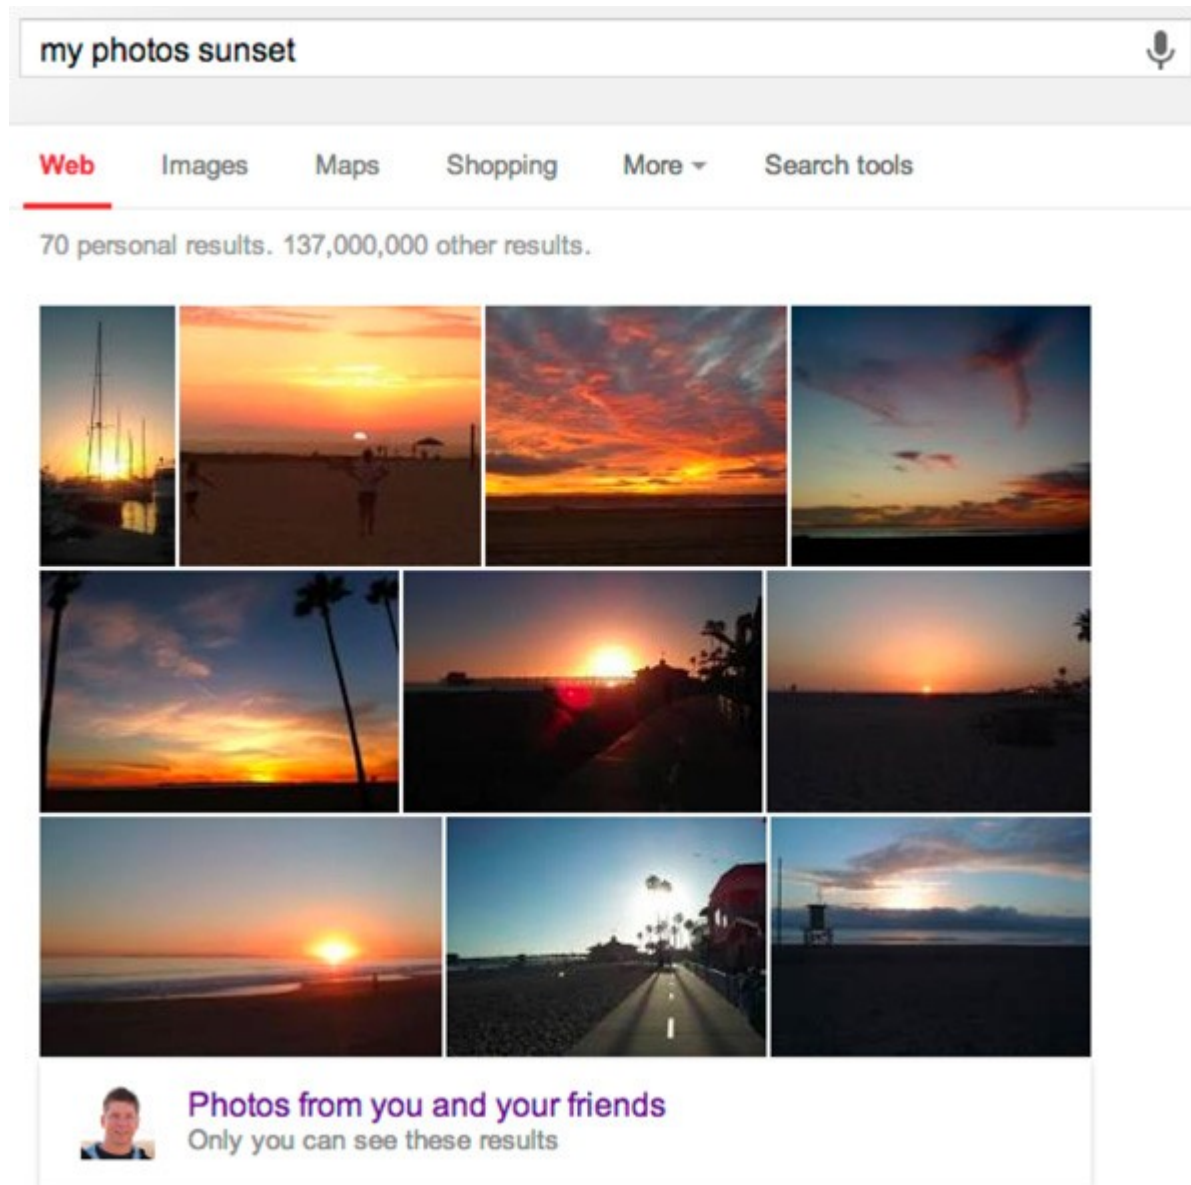 my photos sunset
Web Images Maps Shopping More Search tools
70 personal results. 137,000,000 other results.
Photos from you and your friends
Only you can see these results